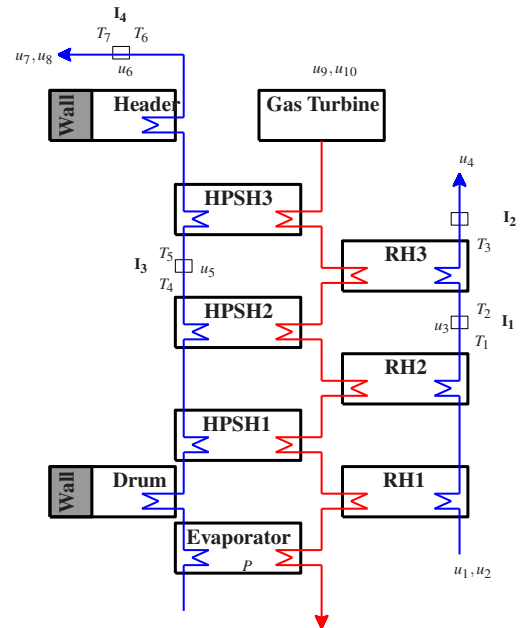 I₄
T₇ T₆
u₇, u₈
u₆
u₉, u₁₀
Wall
Header
Gas Turbine
u₄
HPSH3
I₂
T₃
RH3
T₅
I₃
u₅
T₄
HPSH2
T₂
u₃
I₁
T₁
RH2
HPSH1
Wall
Drum
RH1
Evaporator
P
u₁, u₂